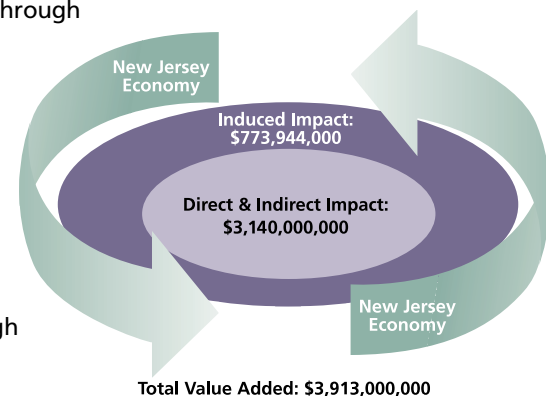 hrough
New Jersey
Economy
Induced Impact:
$773,944,000
Direct & Indirect Impact:
$3,140,000,000
gh
New Jersey
Economy
Total Value Added: $3,913,000,000